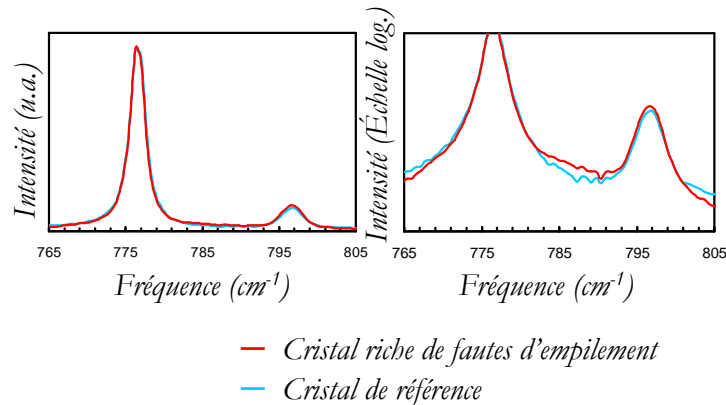 Intensité (u.a.)
765 775 785 795 805
Fréquence (cm-1)
Intensité (Échelle log.)
765 775 785 795 805
Fréquence (cm-1)
Cristal riche de fautes d'empilement
Cristal de référence